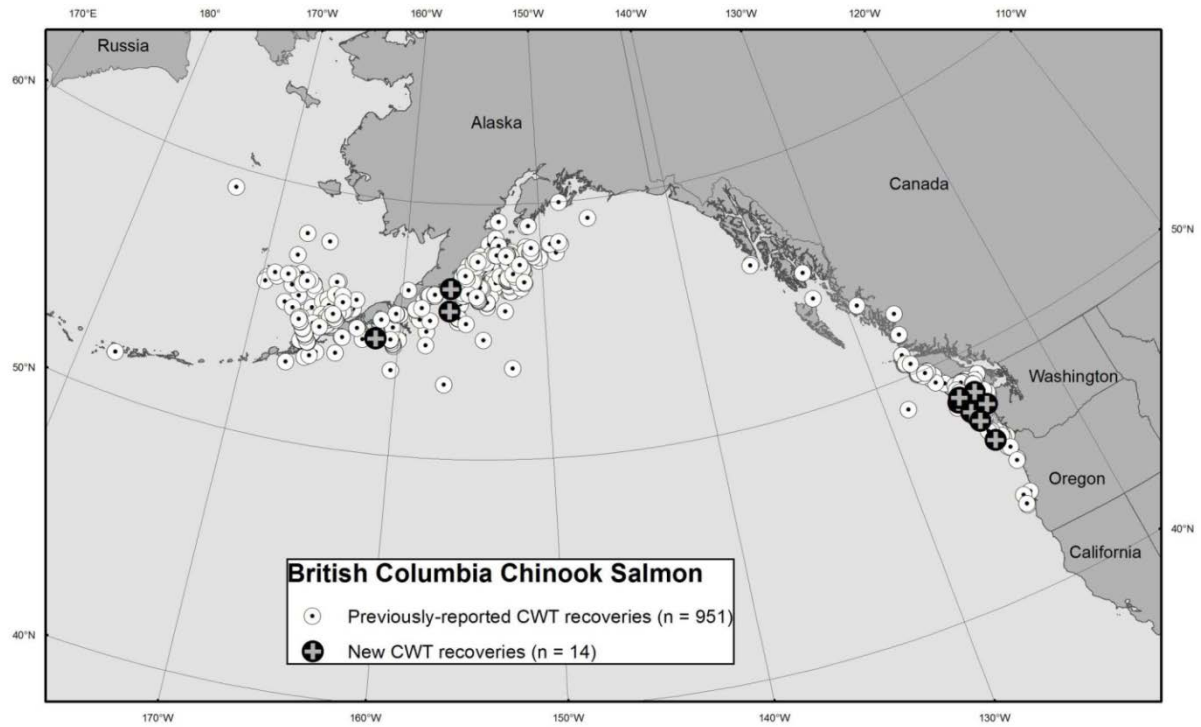 170°E 180° 170°W 160°W 150°W 140°W 130°W 120°W 110°W
Russia
60°N
Alaska
Canada
50°N
50°N
Washington
Oregon
40°N
California
British Columbia Chinook Salmon
Previously-reported CWT recoveries (n = 951)
40°N
New CWT recoveries (n = 14)
170°W 160°W 150°W 140°W 130°W